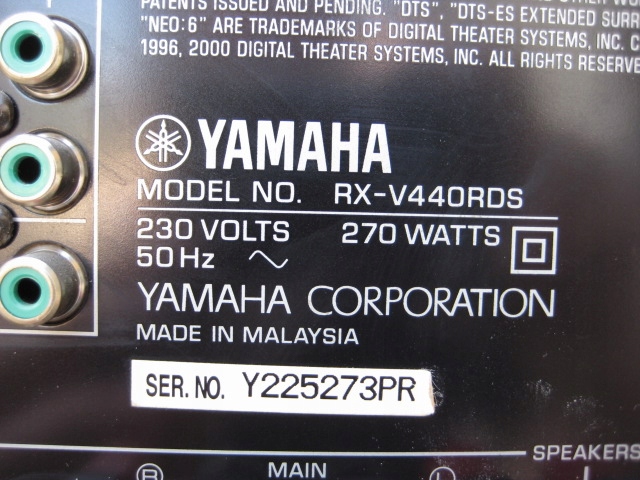 PATENTS ISSUED AND PENDING. "DTS", "DTS-ES EXTENDED SURR
"NEO:6" ARE TRADEMARKS OF DIGITAL THEATER SYSTEMS, INC. C
1996, 2000 DIGITAL THEATER SYSTEMS, INC. ALL RIGHTS RESERVE
YAMAHA
MODEL NO. RX-V440RDS
230 VOLTS 270 WATTS
50 Hz ~
YAMAHA CORPORATION
MADE IN MALAYSIA
SER. NO. Y225273PR
SPEAKERS
R MAIN L